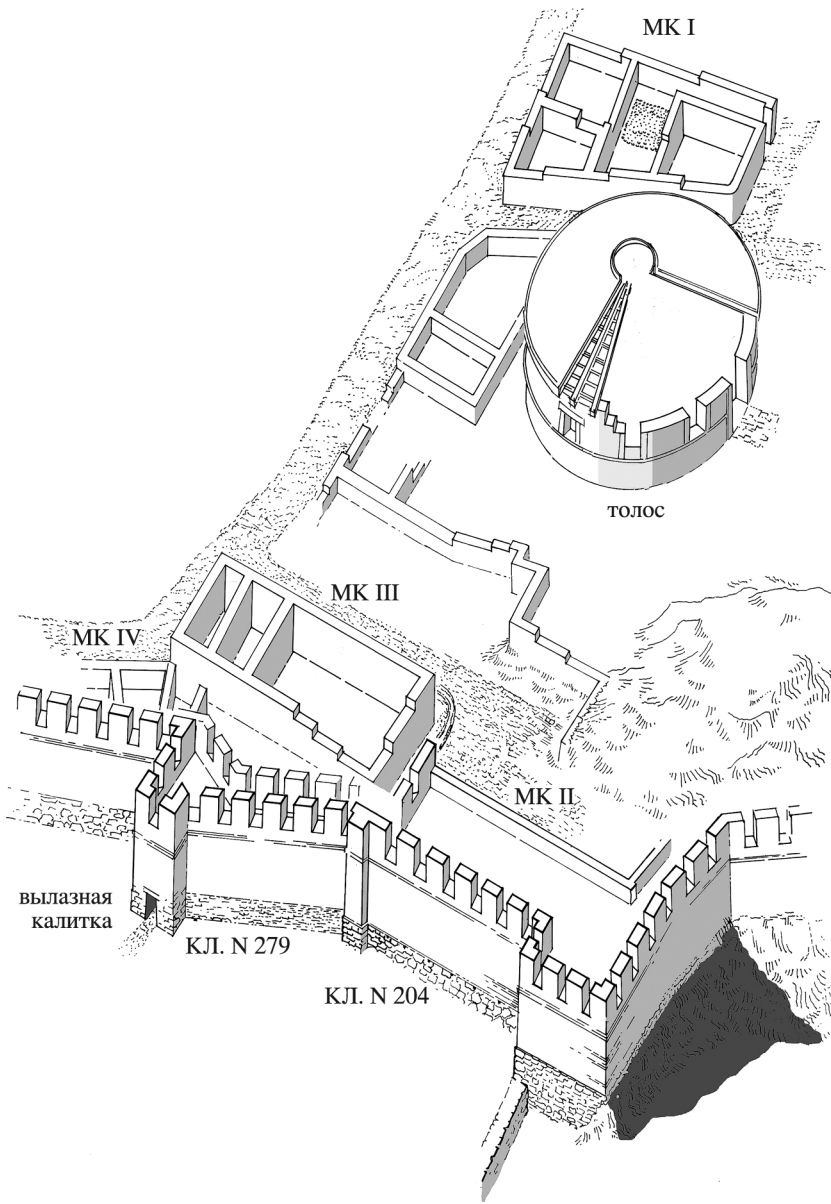 МК I
толос
МК III
МК IV
МК II
вылазная
калитка
КЛ. N 279
КЛ. N 204